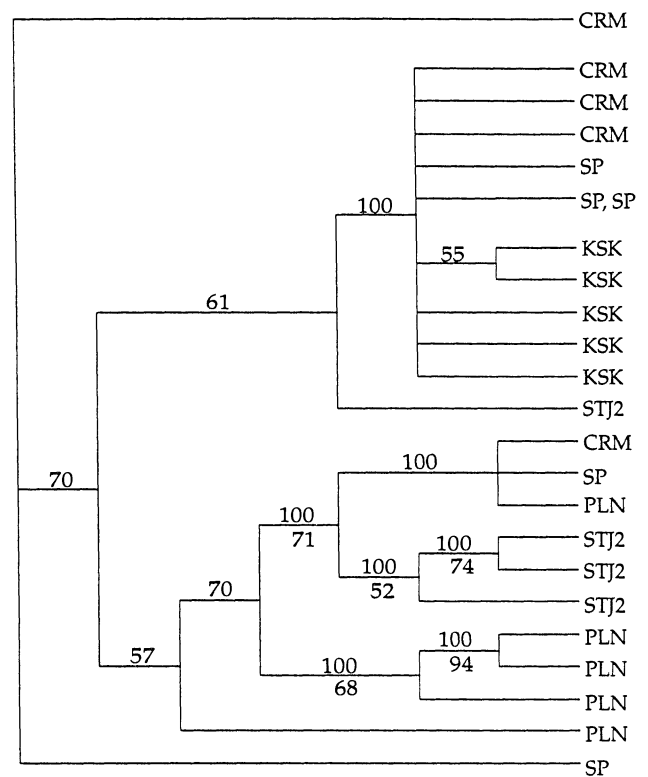 CRM
CRM
CRM
CRM
SP
100
SP, SP
55
KSK
KSK
61
KSK
KSK
KSK
STJ2
CRM
100
SP
70
PLN
100
71
STJ2
100
74
STJ2
100
52
70
STJ2
PLN
100
94
57
PLN
100
68
PLN
PLN
SP